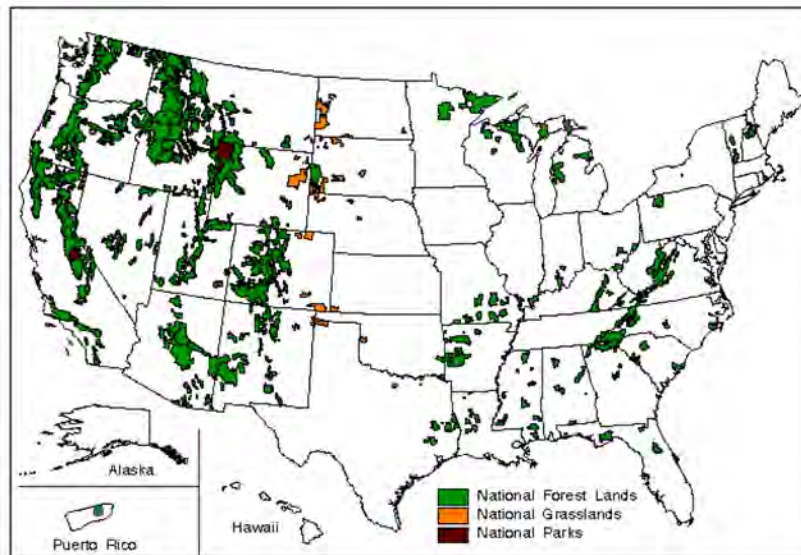 Alaska
Puerto Rico
Hawaii
National Forest Lands
National Grasslands
National Parks